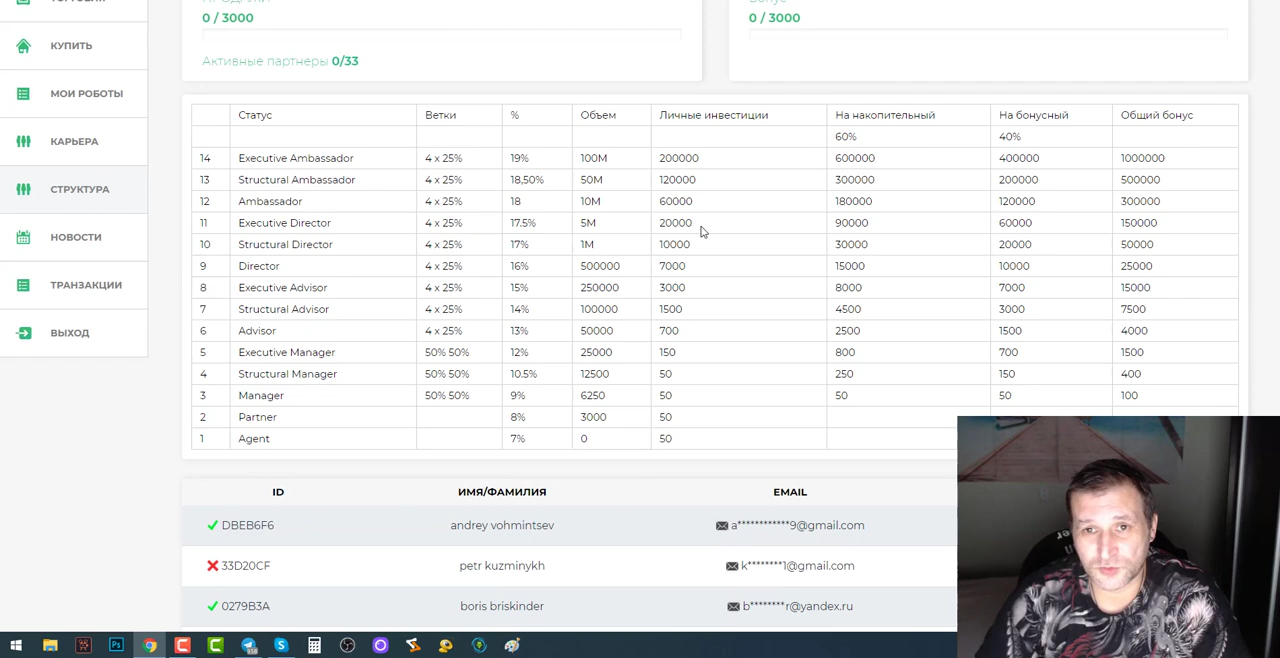 0 / 3000
0 / 3000
КУПИТЬ
Активные партнеры 0/33
МОИ РОБОТЫ
КАРЬЕРА
СТРУКТУРА
НОВОСТИ
ТРАНЗАКЦИИ
ВЫХОД
Статус Ветки % Объем Личные инвестиции На накопительный На бонусный Общий бонус
60% 40%
14 Executive Ambassador 4 x 25% 19% 100M 200000 600000 400000 1000000
13 Structural Ambassador 4 x 25% 18,50% 50M 120000 300000 200000 500000
12 Ambassador 4 x 25% 18 10M 60000 180000 120000 300000
11 Executive Director 4 x 25% 17.5% 5M 20000 90000 60000 150000
10 Structural Director 4 x 25% 17% 1M 10000 30000 20000 50000
9 Director 4 x 25% 16% 500000 7000 15000 10000 25000
8 Executive Advisor 4 x 25% 15% 250000 3000 8000 7000 15000
7 Structural Advisor 4 x 25% 14% 100000 1500 4500 3000 7500
6 Advisor 4 x 25% 13% 50000 700 2500 1500 4000
5 Executive Manager 50% 50% 12% 25000 150 800 700 1500
4 Structural Manager 50% 50% 10.5% 12500 50 250 150 400
3 Manager 50% 50% 9% 6250 50 50 50 100
2 Partner 8% 3000 50
1 Agent 7% 0 50
ID ИМЯ/ФАМИЛИЯ EMAIL
DBEB6F6 andrey vohmintsev a************9@gmail.com
33D20CF petr kuzminykh k********1@gmail.com
0279B3A boris briskinder b********r@yandex.ru
Ps